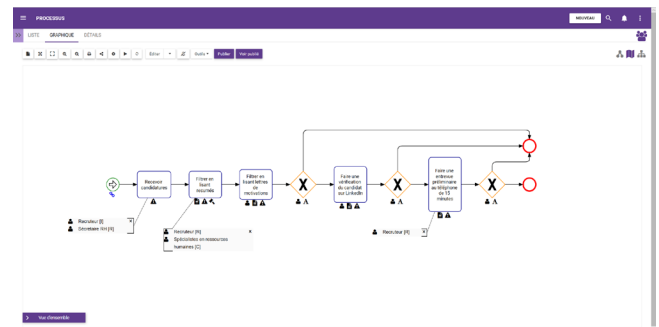 PROCESSUS
NOUVEAU
LISTE GRAPHIQUE DÉTAILS
Éditer
Audio
Publier
Voir publié
Recevoir
candidatures
Filtrer en
lisant
resumés
Filtrer en
lisant lettres
de
motivations
X
Faire une
vérification
du candidat
sur LinkedIn
X
Faire une
entrevue
préliminaire
au téléphone
de 15
minutes
X
A
A
A
Recruteur [I]
Secrétaire RH [R]
x
Recruteur [R]
Spécialistes en ressources
humaines [C]
x
Recruteur [R]
x
Vue d'ensemble